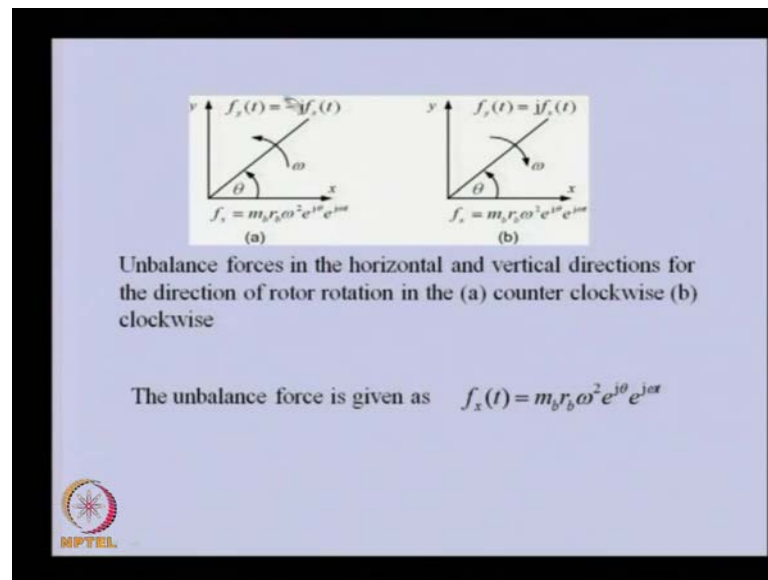 y f_y(t) = -jf_x(t)
ω
θ
x
f_x = m_b r_b ω² e^{jθ} e^{jωt}
(a)
y f_y(t) = jf_x(t)
ω
θ
x
f_x = m_b r_b ω² e^{jθ} e^{jωt}
(b)
Unbalance forces in the horizontal and vertical directions for
the direction of rotor rotation in the (a) counter clockwise (b)
clockwise
The unbalance force is given as f_x(t) = m_b r_b ω² e^{jθ} e^{jωt}
NPTEL